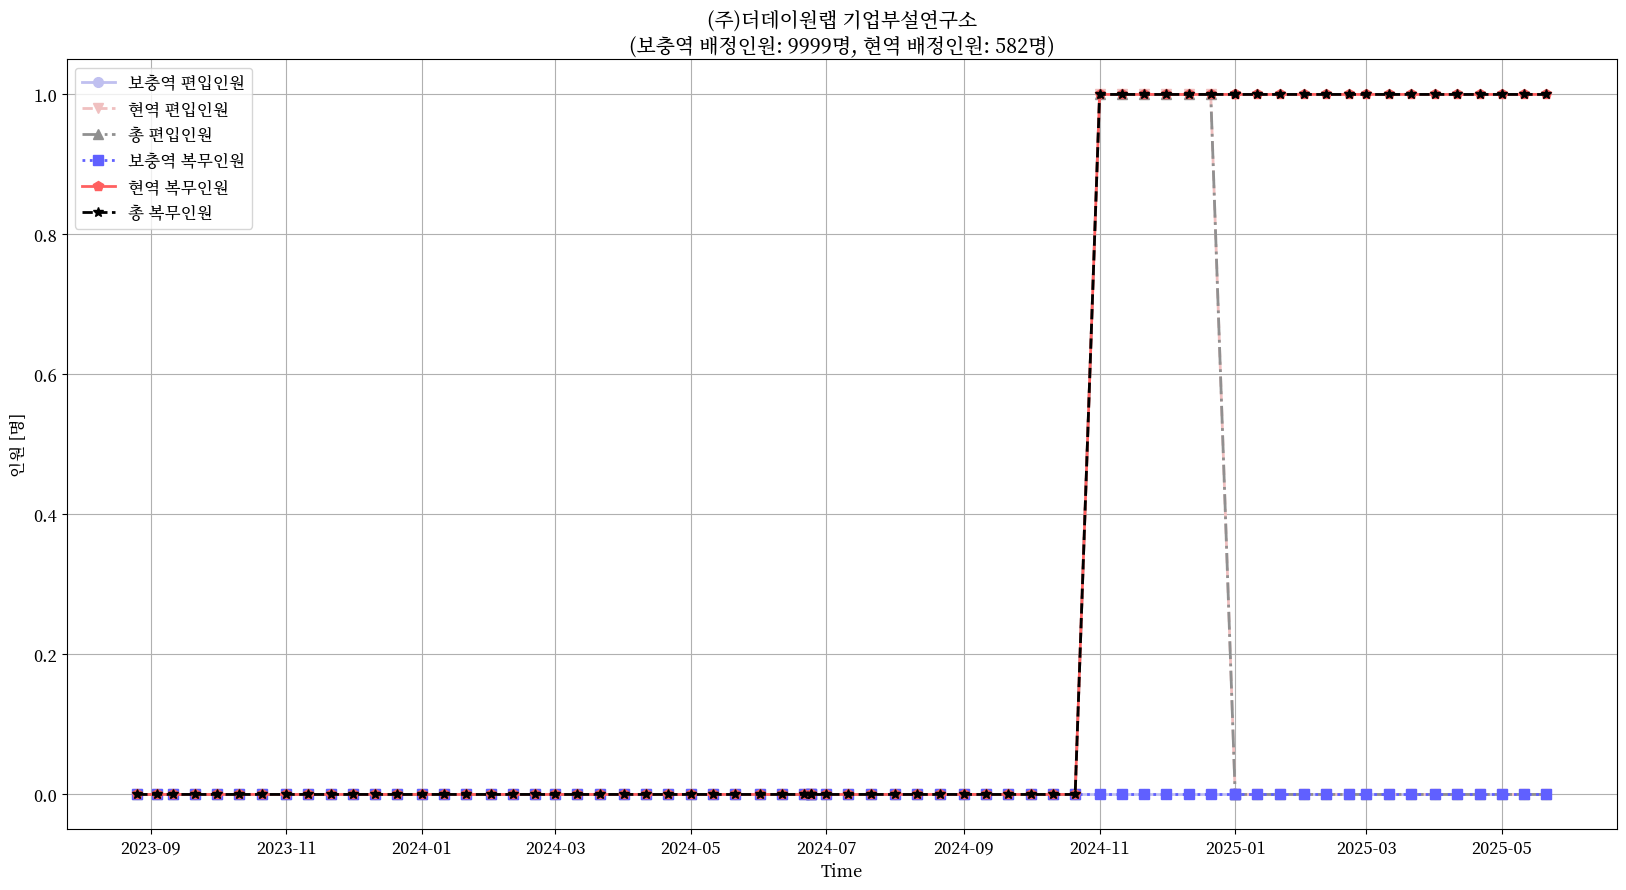 (주)더데이원랩 기업부설연구소
(보충역 배정인원: 9999명, 현역 배정인원: 582명)
보충역 편입인원
현역 편입인원
총 편입인원
보충역 복무인원
현역 복무인원
총 복무인원
1.0
0.8
0.6
0.4
0.2
0.0
인원 [명]
2023-09
2023-11
2024-01
2024-03
2024-05
2024-07
2024-09
2024-11
2025-01
2025-03
2025-05
Time